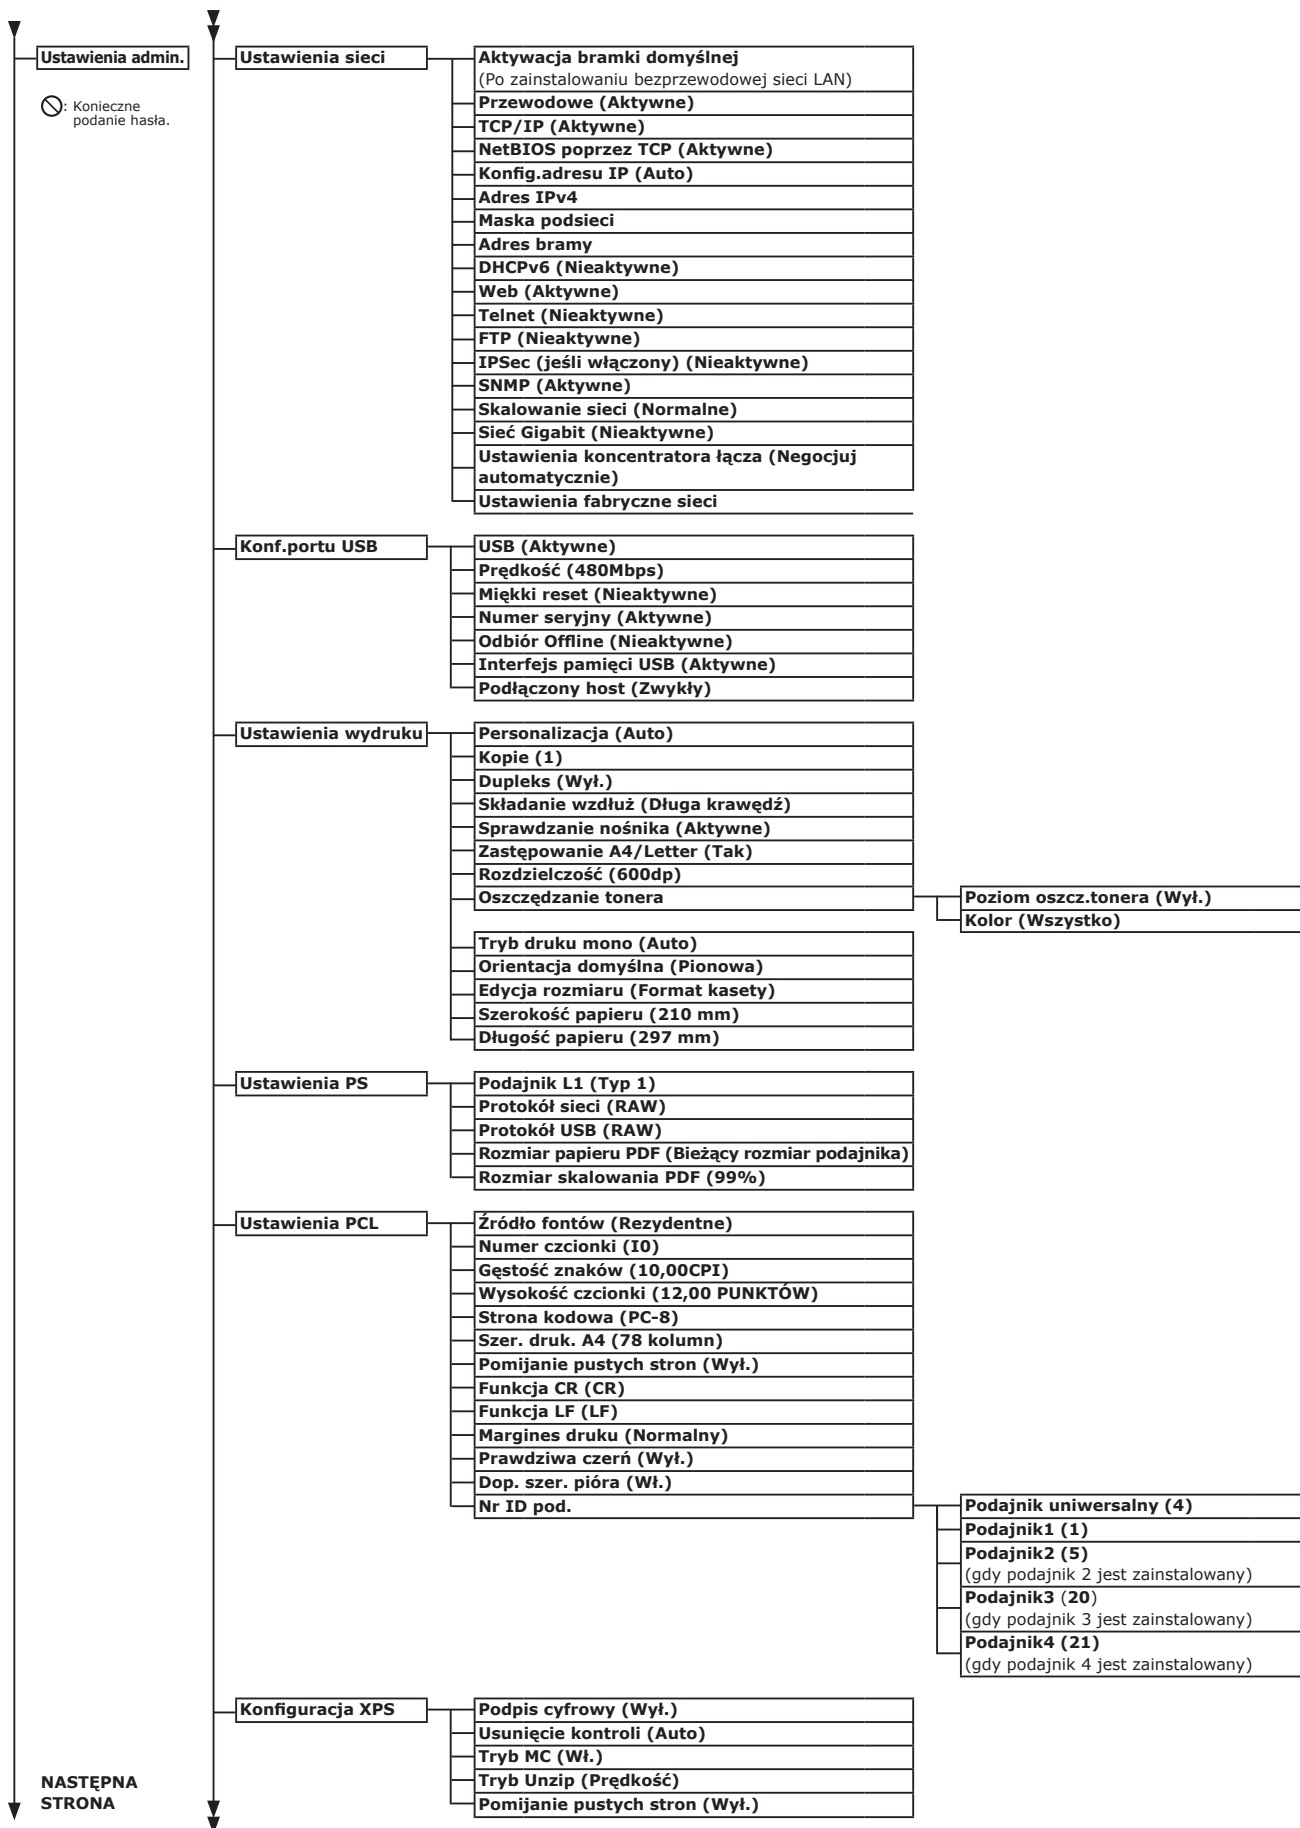 Ustawienia admin.
: Konieczne
podanie hasła.
Ustawienia sieci
Aktywacja bramki domyślnej
(Po zainstalowaniu bezprzewodowej sieci LAN)
Przewodowe (Aktywne)
TCP/IP (Aktywne)
NetBIOS poprzez TCP (Aktywne)
Konfig.adresu IP (Auto)
Adres IPv4
Maska podsieci
Adres bramy
DHCPv6 (Nieaktywne)
Web (Aktywne)
Telnet (Nieaktywne)
FTP (Nieaktywne)
IPSec (jeśli włączony) (Nieaktywne)
SNMP (Aktywne)
Skalowanie sieci (Normalne)
Sieć Gigabit (Nieaktywne)
Ustawienia koncentratora łącza (Negocjuj
automatycznie)
Ustawienia fabryczne sieci
Konf.portu USB
USB (Aktywne)
Prędkość (480Mbps)
Miękki reset (Nieaktywne)
Numer seryjny (Aktywne)
Odbiór Offline (Nieaktywne)
Interfejs pamięci USB (Aktywne)
Podłączony host (Zwykły)
Ustawienia wydruku
Personalizacja (Auto)
Kopie (1)
Dupleks (Wył.)
Składanie wzdłuż (Długa krawędź)
Sprawdzanie nośnika (Aktywne)
Zastępowanie A4/Letter (Tak)
Rozdzielczość (600dp)
Oszczędzanie tonera
Poziom oszcz.tonera (Wył.)
Kolor (Wszystko)
Tryb druku mono (Auto)
Orientacja domyślna (Pionowa)
Edycja rozmiaru (Format kasety)
Szerokość papieru (210 mm)
Długość papieru (297 mm)
Ustawienia PS
Podajnik L1 (Typ 1)
Protokół sieci (RAW)
Protokół USB (RAW)
Rozmiar papieru PDF (Bieżący rozmiar podajnika)
Rozmiar skalowania PDF (99%)
Ustawienia PCL
Źródło fontów (Rezydentne)
Numer czcionki (I0)
Gęstość znaków (10,00CPI)
Wysokość czcionki (12,00 PUNKTÓW)
Strona kodowa (PC-8)
Szer. druk. A4 (78 kolumn)
Pomijanie pustych stron (Wył.)
Funkcja CR (CR)
Funkcja LF (LF)
Margines druku (Normalny)
Prawdziwa czerń (Wył.)
Dop. szer. pióra (Wł.)
Nr ID pod.
Podajnik uniwersalny (4)
Podajnik1 (1)
Podajnik2 (5)
(gdy podajnik 2 jest zainstalowany)
Podajnik3 (20)
(gdy podajnik 3 jest zainstalowany)
Podajnik4 (21)
(gdy podajnik 4 jest zainstalowany)
Konfiguracja XPS
Podpis cyfrowy (Wył.)
Usunięcie kontroli (Auto)
Tryb MC (Wł.)
Tryb Unzip (Prędkość)
Pomijanie pustych stron (Wył.)
NASTĘPNA
STRONA